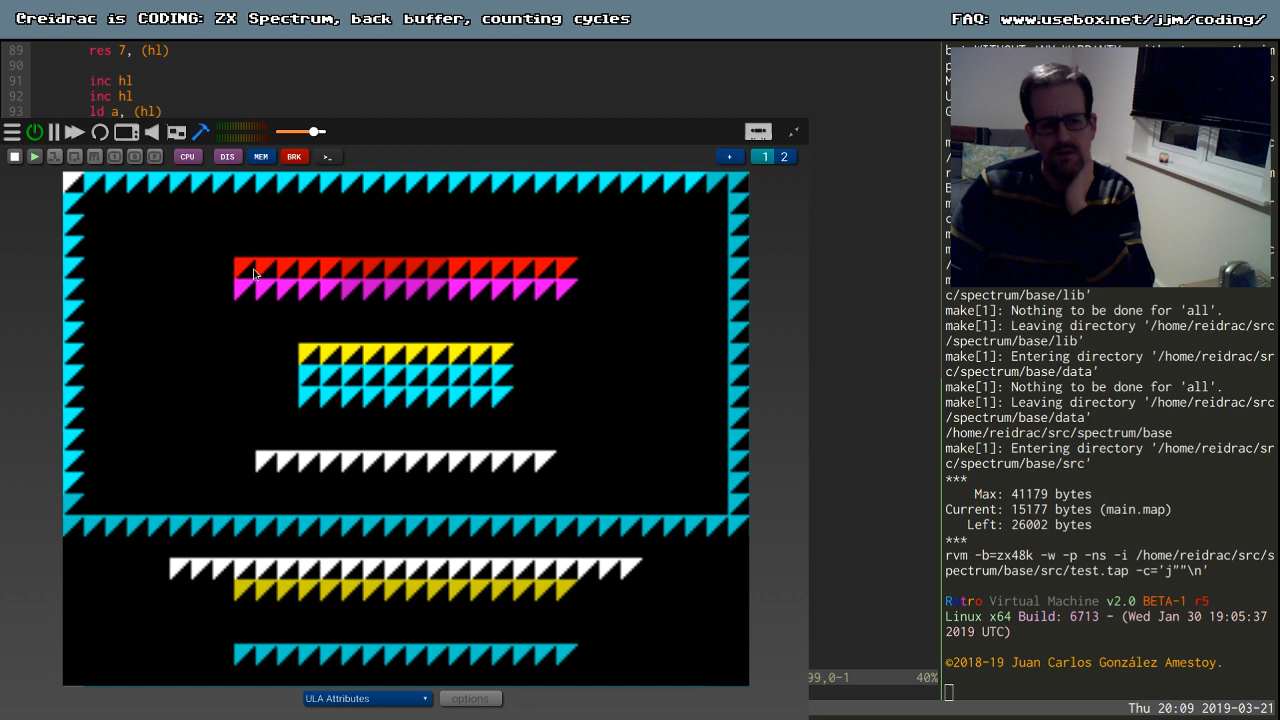 @reidrac is CODING: ZX Spectrum, back buffer, counting cycles
FAQ: www.usebox.net/jjm/coding/
89 res 7, (hl)
90
91 inc hl
92 inc hl
93 ld a, (hl)
CPU DIS MEM BRK >_ + 1 2
ULA Attributes
options
99,0-1 40%
c/spectrum/base/lib'
make[1]: Nothing to be done for 'all'.
make[1]: Leaving directory '/home/reidrac/src
/spectrum/base/lib'
make[1]: Entering directory '/home/reidrac/sr
c/spectrum/base/data'
make[1]: Nothing to be done for 'all'.
make[1]: Leaving directory '/home/reidrac/src
/spectrum/base/data'
/home/reidrac/src/spectrum/base
make[1]: Entering directory '/home/reidrac/sr
c/spectrum/base/src'
***
Max: 41179 bytes
Current: 15177 bytes (main.map)
Left: 26002 bytes
***
rvm -b=zx48k -w -p -ns -i /home/reidrac/src/s
pectrum/base/src/test.tap -c='j""\n'
Retro Virtual Machine v2.0 BETA-1 r5
Linux x64 Build: 6713 - (Wed Jan 30 19:05:37
2019 UTC)
©2018-19 Juan Carlos González Amestoy.
Thu 20:09 2019-03-21